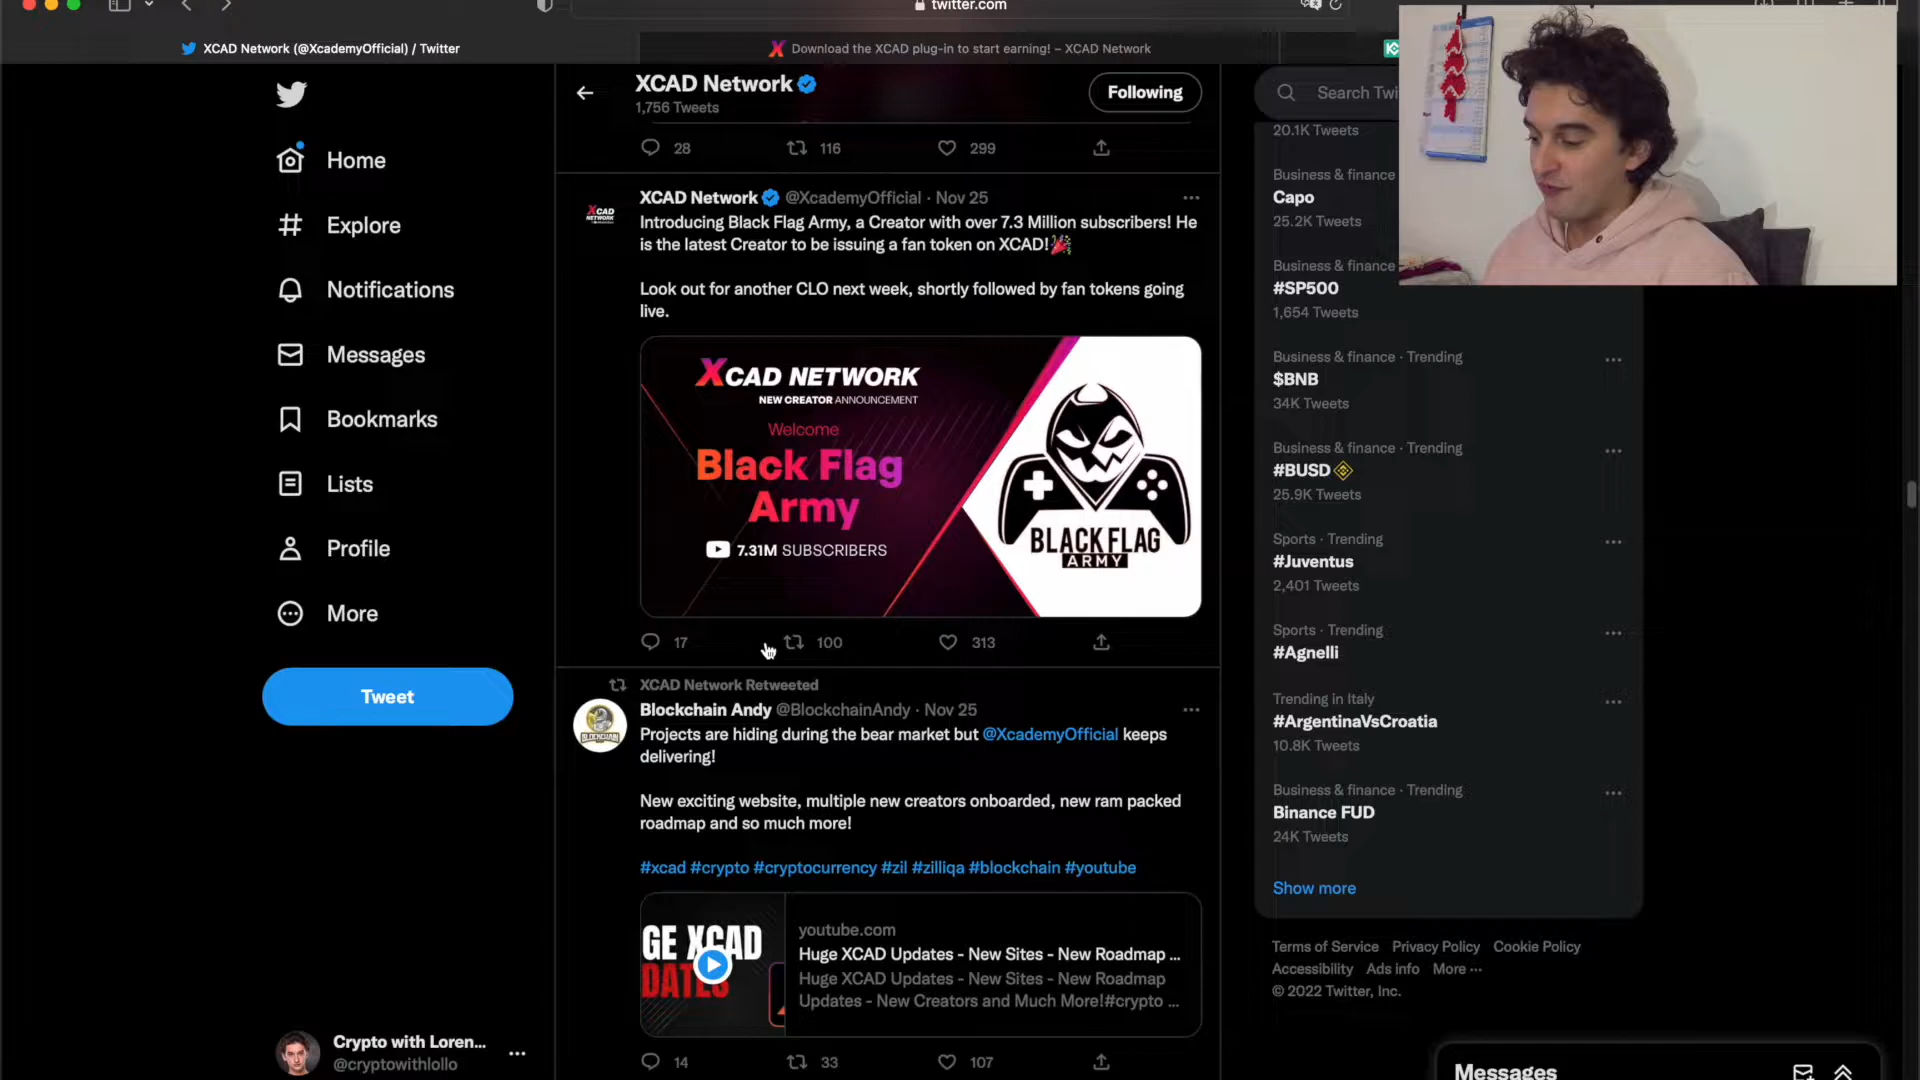 twitter.com
XCAD Network (@XcademyOfficial) / Twitter
Download the XCAD plug-in to start earning! – XCAD Network
Home
Explore
Notifications
Messages
Bookmarks
Lists
Profile
More
Tweet
Crypto with Loren...
@cryptowithlollo
XCAD Network
1,756 Tweets
Following
28 116 299
XCAD Network @XcademyOfficial · Nov 25
Introducing Black Flag Army, a Creator with over 7.3 Million subscribers! He
is the latest Creator to be issuing a fan token on XCAD!🎉
Look out for another CLO next week, shortly followed by fan tokens going
live.
XCAD NETWORK
NEW CREATOR ANNOUNCEMENT
Welcome
Black Flag
Army
7.31M SUBSCRIBERS
BLACK FLAG
ARMY
17 100 313
XCAD Network Retweeted
Blockchain Andy @BlockchainAndy · Nov 25
Projects are hiding during the bear market but @XcademyOfficial keeps
delivering!
New exciting website, multiple new creators onboarded, new ram packed
roadmap and so much more!
#xcad #crypto #cryptocurrency #zil #zilliqa #blockchain #youtube
GE XCAD
DATES
youtube.com
Huge XCAD Updates - New Sites - New Roadmap ...
Huge XCAD Updates - New Sites - New Roadmap
Updates - New Creators and Much More!#crypto ...
14 33 107
Search Twi
20.1K Tweets
Business & finance
Capo
25.2K Tweets
Business & finance
#SP500
1,654 Tweets
Business & finance · Trending
$BNB
34K Tweets
Business & finance · Trending
#BUSD
25.9K Tweets
Sports · Trending
#Juventus
2,401 Tweets
Sports · Trending
#Agnelli
Trending in Italy
#ArgentinaVsCroatia
10.8K Tweets
Business & finance · Trending
Binance FUD
24K Tweets
Show more
Terms of Service Privacy Policy Cookie Policy
Accessibility Ads info More ···
© 2022 Twitter, Inc.
Messages